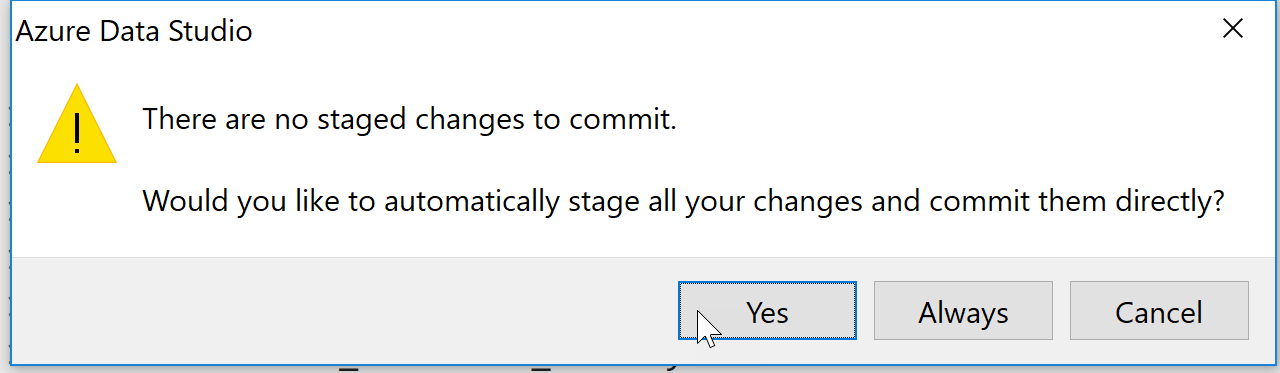 Azure Data Studio
There are no staged changes to commit.
Would you like to automatically stage all your changes and commit them directly?
Yes
Always
Cancel